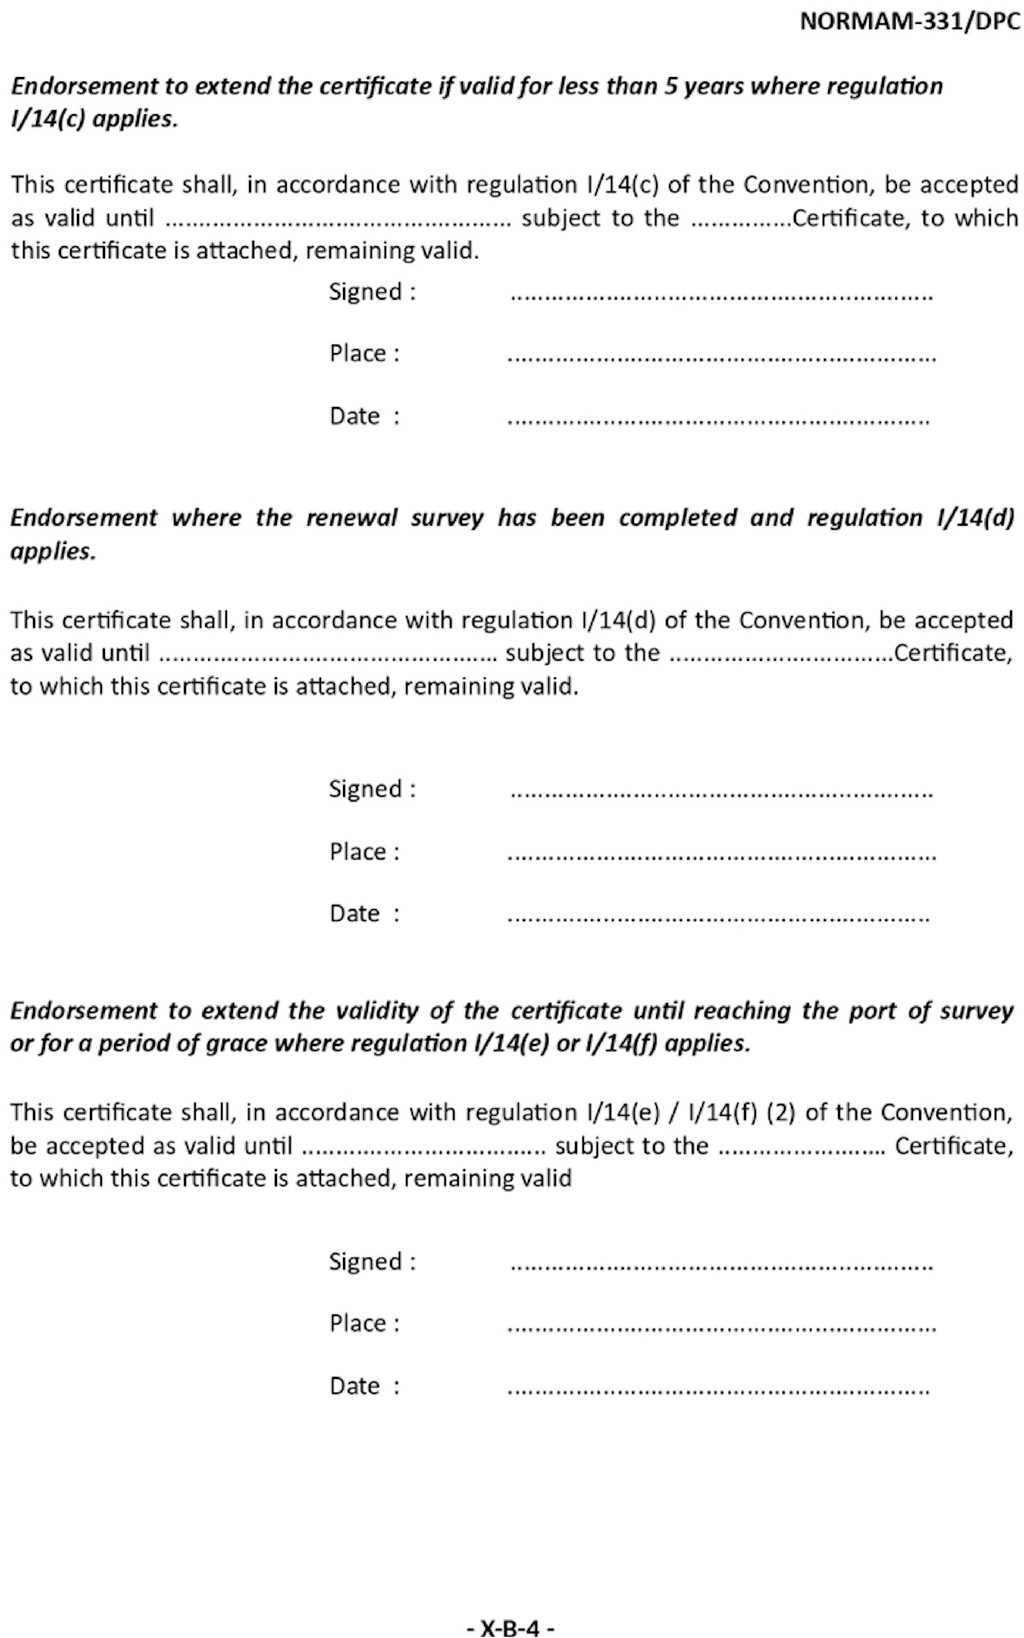 NORMAM-331/DPC
Endorsement to extend the certificate if valid for less than 5 years where regulation
I/14(c) applies.
This certificate shall, in accordance with regulation I/14(c) of the Convention, be accepted
as valid until ................................................... subject to the ...............Certificate, to which
this certificate is attached, remaining valid.
Signed : ..............................................................
Place : ...............................................................
Date : ..............................................................
Endorsement where the renewal survey has been completed and regulation I/14(d)
applies.
This certificate shall, in accordance with regulation I/14(d) of the Convention, be accepted
as valid until .................................................. subject to the .................................Certificate,
to which this certificate is attached, remaining valid.
Signed : ..............................................................
Place : ...............................................................
Date : ..............................................................
Endorsement to extend the validity of the certificate until reaching the port of survey
or for a period of grace where regulation I/14(e) or I/14(f) applies.
This certificate shall, in accordance with regulation I/14(e) / I/14(f) (2) of the Convention,
be accepted as valid until .................................... subject to the ......................... Certificate,
to which this certificate is attached, remaining valid
Signed : ..............................................................
Place : ...............................................................
Date : ..............................................................
- X-B-4 -